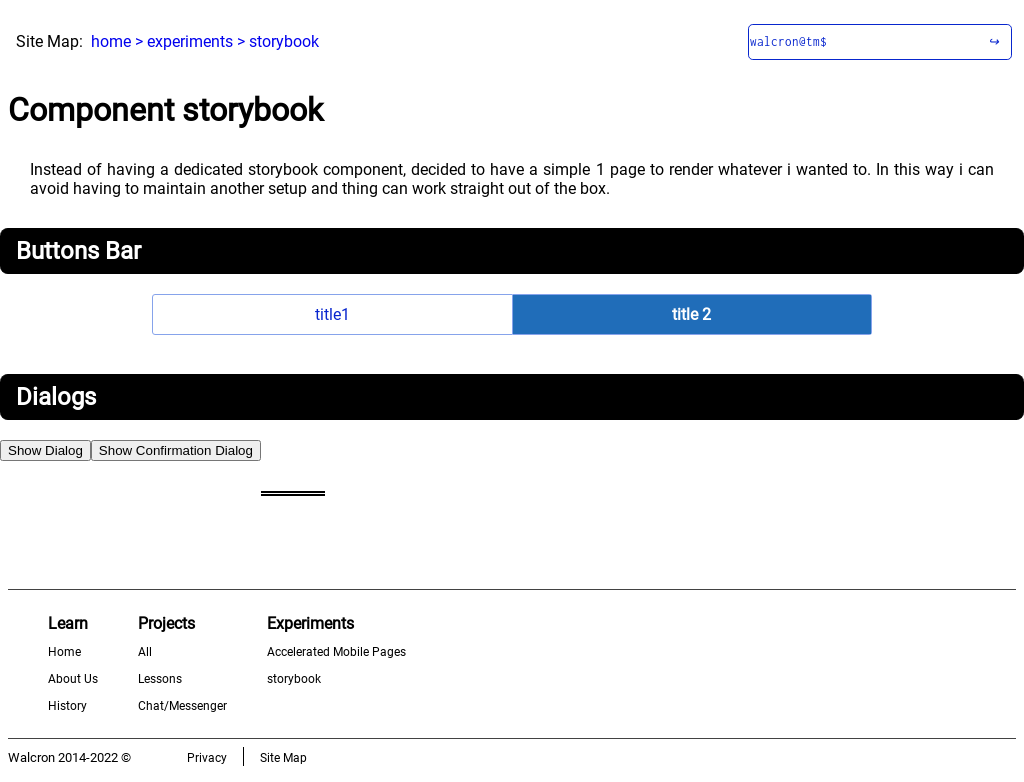 Site Map: home > experiments > storybook
walcron@tm$ ↪
Component storybook
Instead of having a dedicated storybook component, decided to have a simple 1 page to render whatever i wanted to. In this way i can
avoid having to maintain another setup and thing can work straight out of the box.
Buttons Bar
title1 title 2
Dialogs
Show Dialog Show Confirmation Dialog
Learn Projects Experiments
Home All Accelerated Mobile Pages
About Us Lessons storybook
History Chat/Messenger
Walcron 2014-2022 © Privacy Site Map